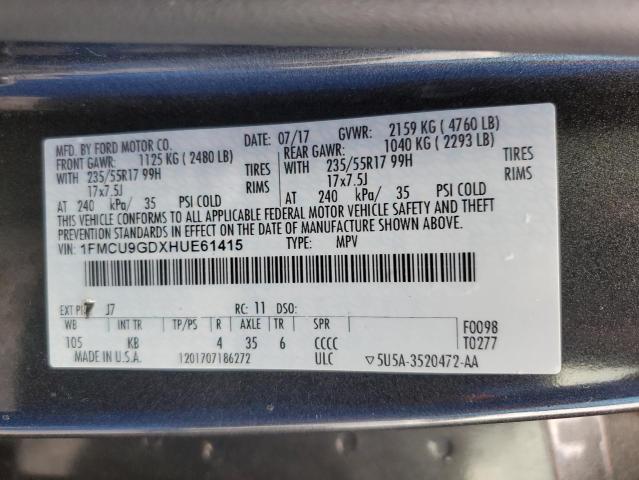 MFD. BY FORD MOTOR CO. DATE: 07/17 GVWR: 2159 KG ( 4760 LB)
FRONT GAWR: 1125 KG ( 2480 LB) REAR GAWR: 1040 KG ( 2293 LB)
WITH 235/55R17 99H TIRES WITH 235/55R17 99H TIRES
17x7.5J RIMS 17x7.5J RIMS
AT 240 kPa/ 35 PSI COLD AT 240 kPa/ 35 PSI COLD
THIS VEHICLE CONFORMS TO ALL APPLICABLE FEDERAL MOTOR VEHICLE SAFETY AND THEFT
PREVENTION STANDARDS IN EFFECT ON THE DATE OF MANUFACTURE SHOWN ABOVE.
VIN: 1FMCU9GDXHUE61415 TYPE: MPV
EXT J7 RC: 11 DSO:
WB INT TR TP/PS R AXLE TR SPR F0098
105 KB 4 35 6 CCCC T0277
MADE IN U.S.A. 1201707186272 ULC ▽5U5A-3520472-AA